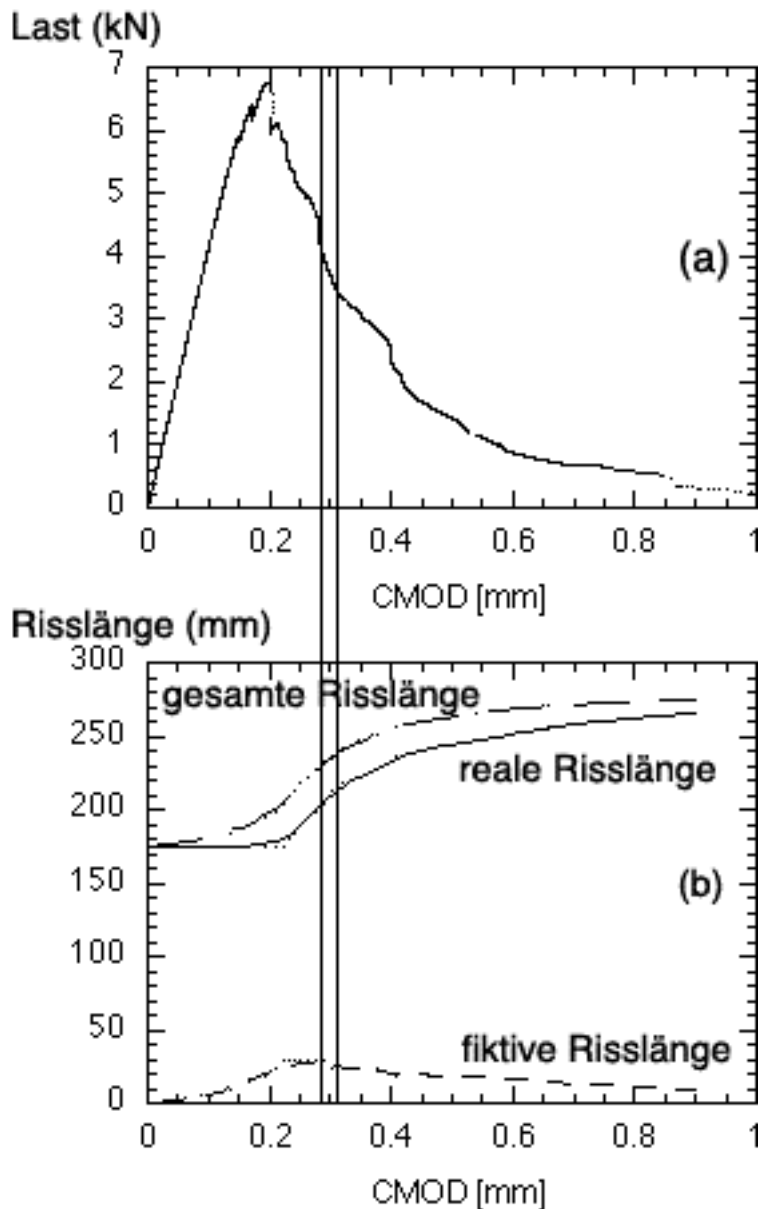 Last (kN)
7
6
5
4
3
2
1
0
(a)
0 0.2 0.4 0.6 0.8 1
CMOD [mm]
Risslänge (mm)
300
250
200
150
100
50
0
gesamte Risslänge
reale Risslänge
(b)
fiktive Risslänge
0 0.2 0.4 0.6 0.8 1
CMOD [mm]